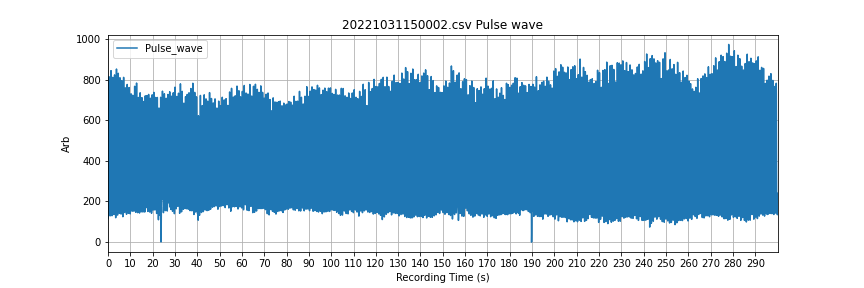 20221031150002.csv Pulse wave
Pulse_wave
1000
800
600
400
200
0
Arb
0 10 20 30 40 50 60 70 80 90 100 110 120 130 140 150 160 170 180 190 200 210 220 230 240 250 260 270 280 290
Recording Time (s)